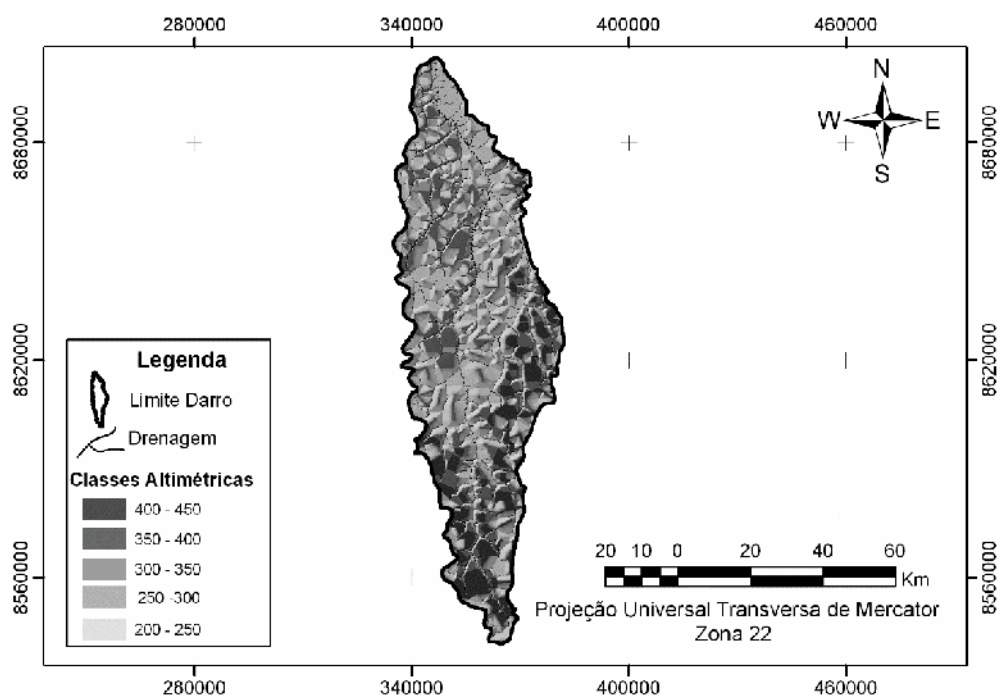 280000 340000 400000 460000
N
W E
S
8680000 8680000
8620000 8620000
8560000 8560000
Legenda
Limite Darro
Drenagem
Classes Altimétricas
400 - 450
350 - 400
300 - 350
250 -300
200 - 250
20 10 0 20 40 60
Km
Projeção Universal Transversa de Mercator
Zona 22
280000 340000 400000 460000